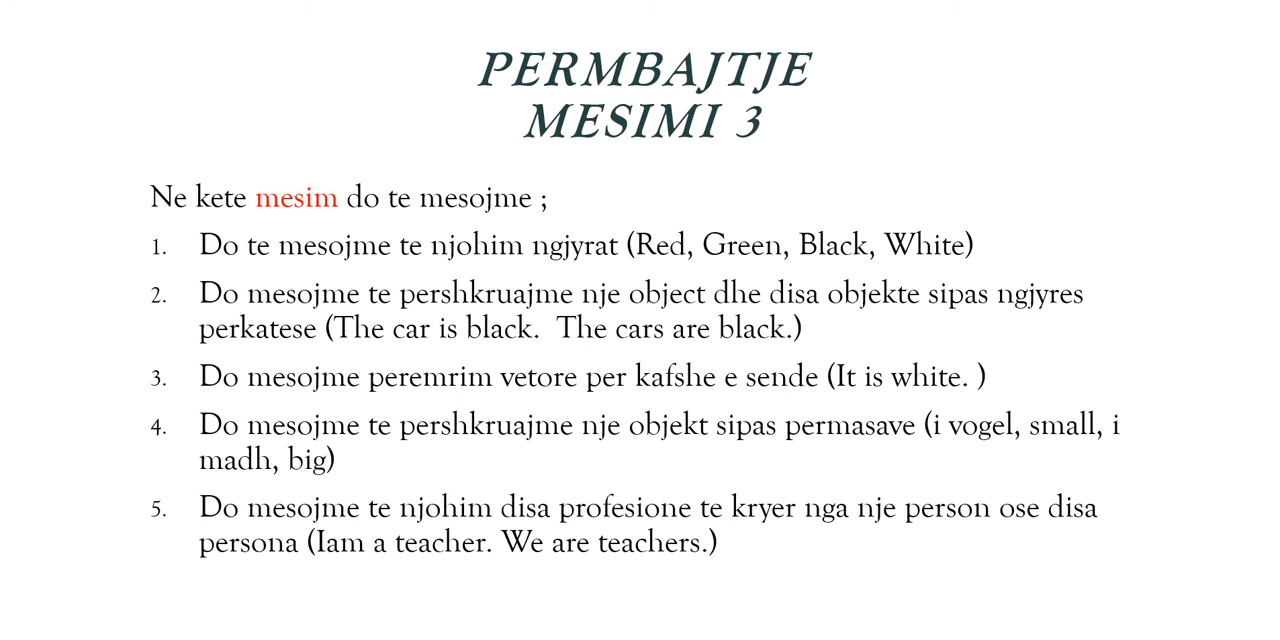 PERMBAJTJE
MESIMI 3
Ne kete mesim do te mesojme ;
1. Do te mesojme te njohim ngjyrat (Red, Green, Black, White)
2. Do mesojme te pershkruajme nje object dhe disa objekte sipas ngjyres
perkatese (The car is black.  The cars are black.)
3. Do mesojme peremrim vetore per kafshe e sende (It is white. )
4. Do mesojme te pershkruajme nje objekt sipas permasave (i vogel, small, i
madh, big)
5. Do mesojme te njohim disa profesione te kryer nga nje person ose disa
persona (Iam a teacher. We are teachers.)